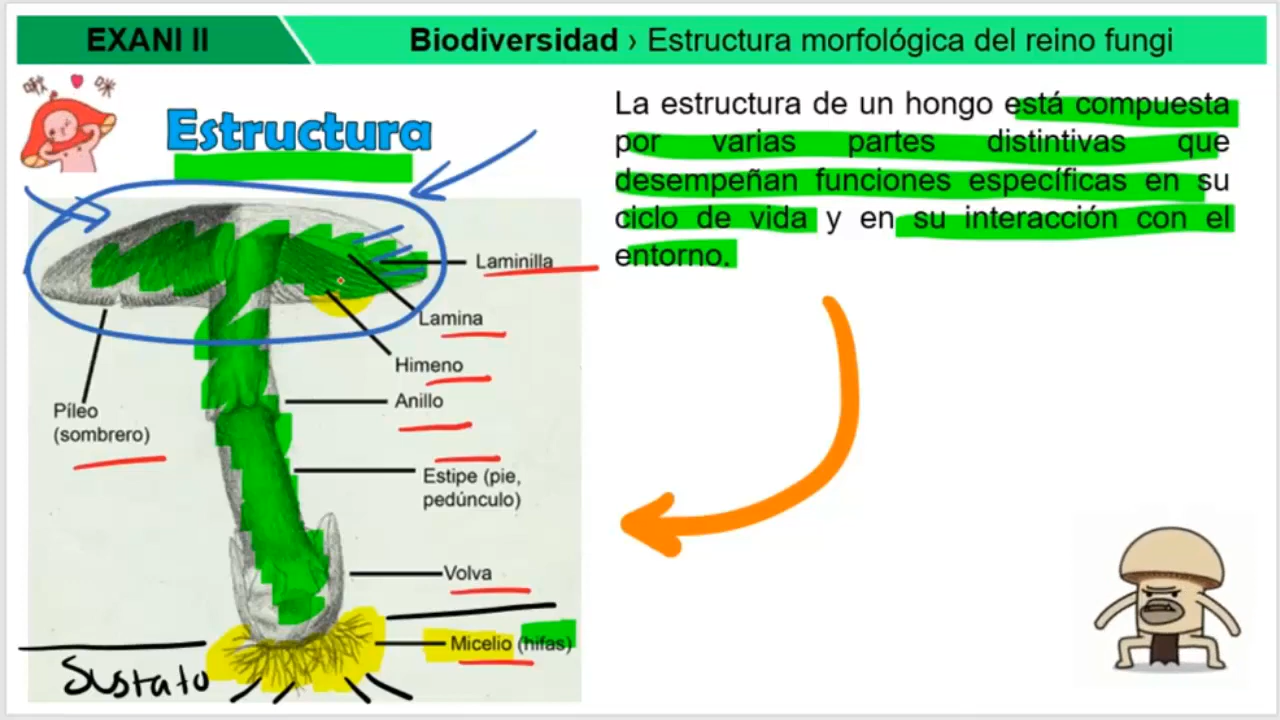 EXANI II
Biodiversidad › Estructura morfológica del reino fungi
Estructura
La estructura de un hongo está compuesta
por varias partes distintivas que
desempeñan funciones específicas en su
ciclo de vida y en su interacción con el
entorno.
Laminilla
Lamina
Himeno
Anillo
Píleo
(sombrero)
Estipe (pie,
pedúnculo)
Volva
Micelio (hifas)
Sustato